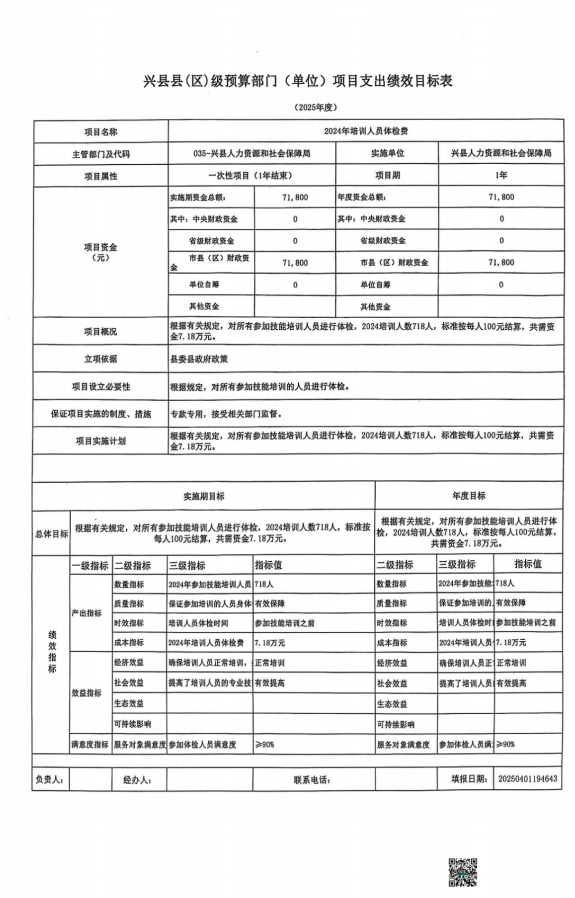 兴县县(区)级预算部门（单位）项目支出绩效目标表
（2025年度）
项目名称 2024年培训人员体检费
主管部门及代码 035-兴县人力资源和社会保障局 实施单位 兴县人力资源和社会保障局
项目属性 一次性项目（1年结束） 项目期 1年
项目资金
（元）
实施期资金总额： 71,800 年度资金总额： 71,800
其中：中央财政资金 0 其中：中央财政资金 0
省级财政资金 0 省级财政资金 0
市县（区）财政资
金 71,800 市县（区）财政资金 71,800
单位自筹 0 单位自筹 0
其他资金 其他资金
项目概况 根据有关规定，对所有参加技能培训人员进行体检，2024培训人数718人，标准按每人100元结算，共需资
金7.18万元。
立项依据 县委县政府政策
项目设立必要性 根据规定，对所有参加技能培训的人员进行体检。
保证项目实施的制度、措施 专款专用，接受相关部门监督。
项目实施计划 根据有关规定，对所有参加技能培训人员进行体检，2024培训人数718人，标准按每人100元结算，共需资
金7.18万元。
实施期目标 年度目标
总体目标
根据有关规定，对所有参加技能培训人员进行体检，2024培训人数718人，标准按
每人100元结算，共需资金7.18万元。
根据有关规定，对所有参加技能培训人员进行体
检，2024培训人数718人，标准按每人100元结算，
共需资金7.18万元。
绩效指标
一级指标 二级指标 三级指标 指标值 二级指标 三级指标 指标值
产出指标
数量指标 2024年参加技能培训人员 718人 数量指标 2024年参加技能 718人
质量指标 保证参加培训的人员身体 有效保障 质量指标 保证参加培训的 有效保障
时效指标 培训人员体检时间 参加技能培训之前 时效指标 培训人员体检时 参加技能培训之前
成本指标 2024年培训人员体检费 7.18万元 成本指标 2024年培训人员 7.18万元
效益指标
经济效益 确保培训人员正常培训， 正常培训 经济效益 确保培训人员正 正常培训
社会效益 提高了培训人员的专业技 有效提高 社会效益 提高了培训人员 有效提高
生态效益 生态效益
可持续影响 可持续影响
满意度指标 服务对象满意度 参加体检人员满意度 ≥90% 服务对象满意度 参加体检人员满 ≥90%
负责人： 经办人： 联系电话： 填报日期： 20250401194643